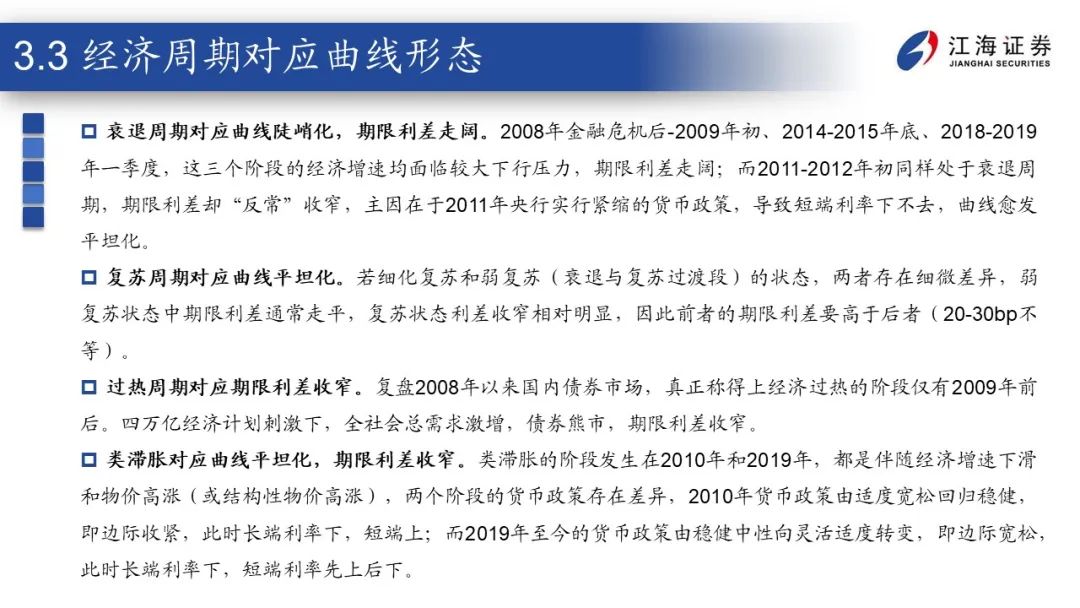 3.3 经济周期对应曲线形态
江海证券
JIANGHAI SECURITIES
衰退周期对应曲线陡峭化，期限利差走阔。2008年金融危机后-2009年初、2014-2015年底、2018-2019
年一季度，这三个阶段的经济增速均面临较大下行压力，期限利差走阔；而2011-2012年初同样处于衰退周
期，期限利差却“反常”收窄，主因在于2011年央行实行紧缩的货币政策，导致短端利率下不去，曲线愈发
平坦化。
复苏周期对应曲线平坦化。若细化复苏和弱复苏（衰退与复苏过渡段）的状态，两者存在细微差异，弱
复苏状态中期限利差通常走平，复苏状态利差收窄相对明显，因此前者的期限利差要高于后者（20-30bp不
等）。
过热周期对应期限利差收窄。复盘2008年以来国内债券市场，真正称得上经济过热的阶段仅有2009年前
后。四万亿经济计划刺激下，全社会总需求激增，债券熊市，期限利差收窄。
类滞胀对应曲线平坦化，期限利差收窄。类滞胀的阶段发生在2010年和2019年，都是伴随经济增速下滑
和物价高涨（或结构性物价高涨），两个阶段的货币政策存在差异，2010年货币政策由适度宽松回归稳健，
即边际收紧，此时长端利率下，短端上；而2019年至今的货币政策由稳健中性向灵活适度转变，即边际宽松，
此时长端利率下，短端利率先上后下。